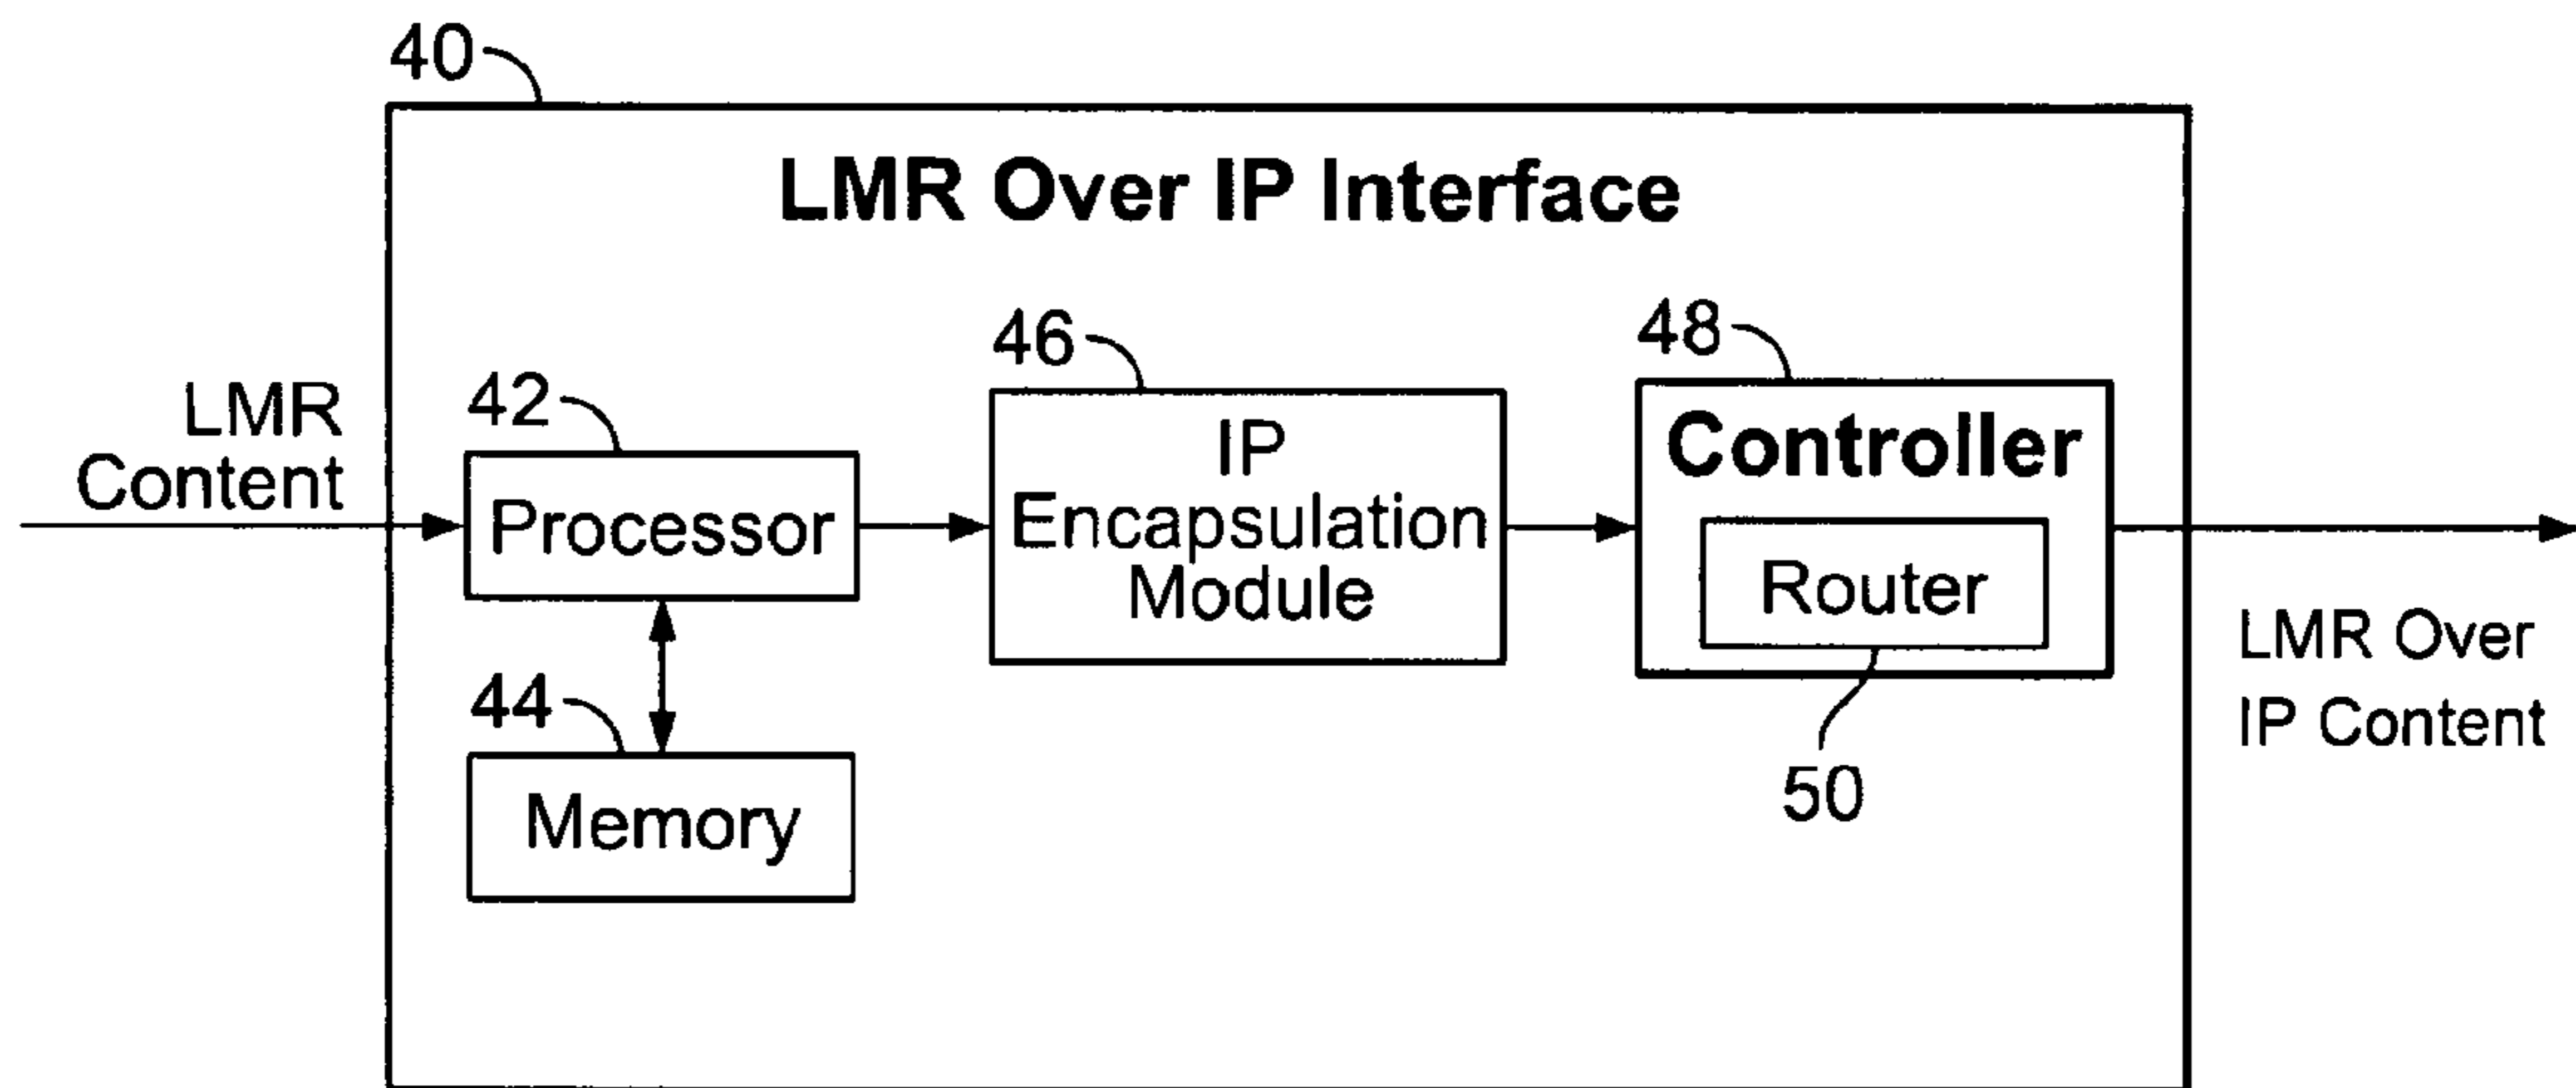 40
LMR Over IP Interface
LMR
Content
42
Processor
44
Memory
46
IP
Encapsulation
Module
48
Controller
Router
50
LMR Over
IP Content